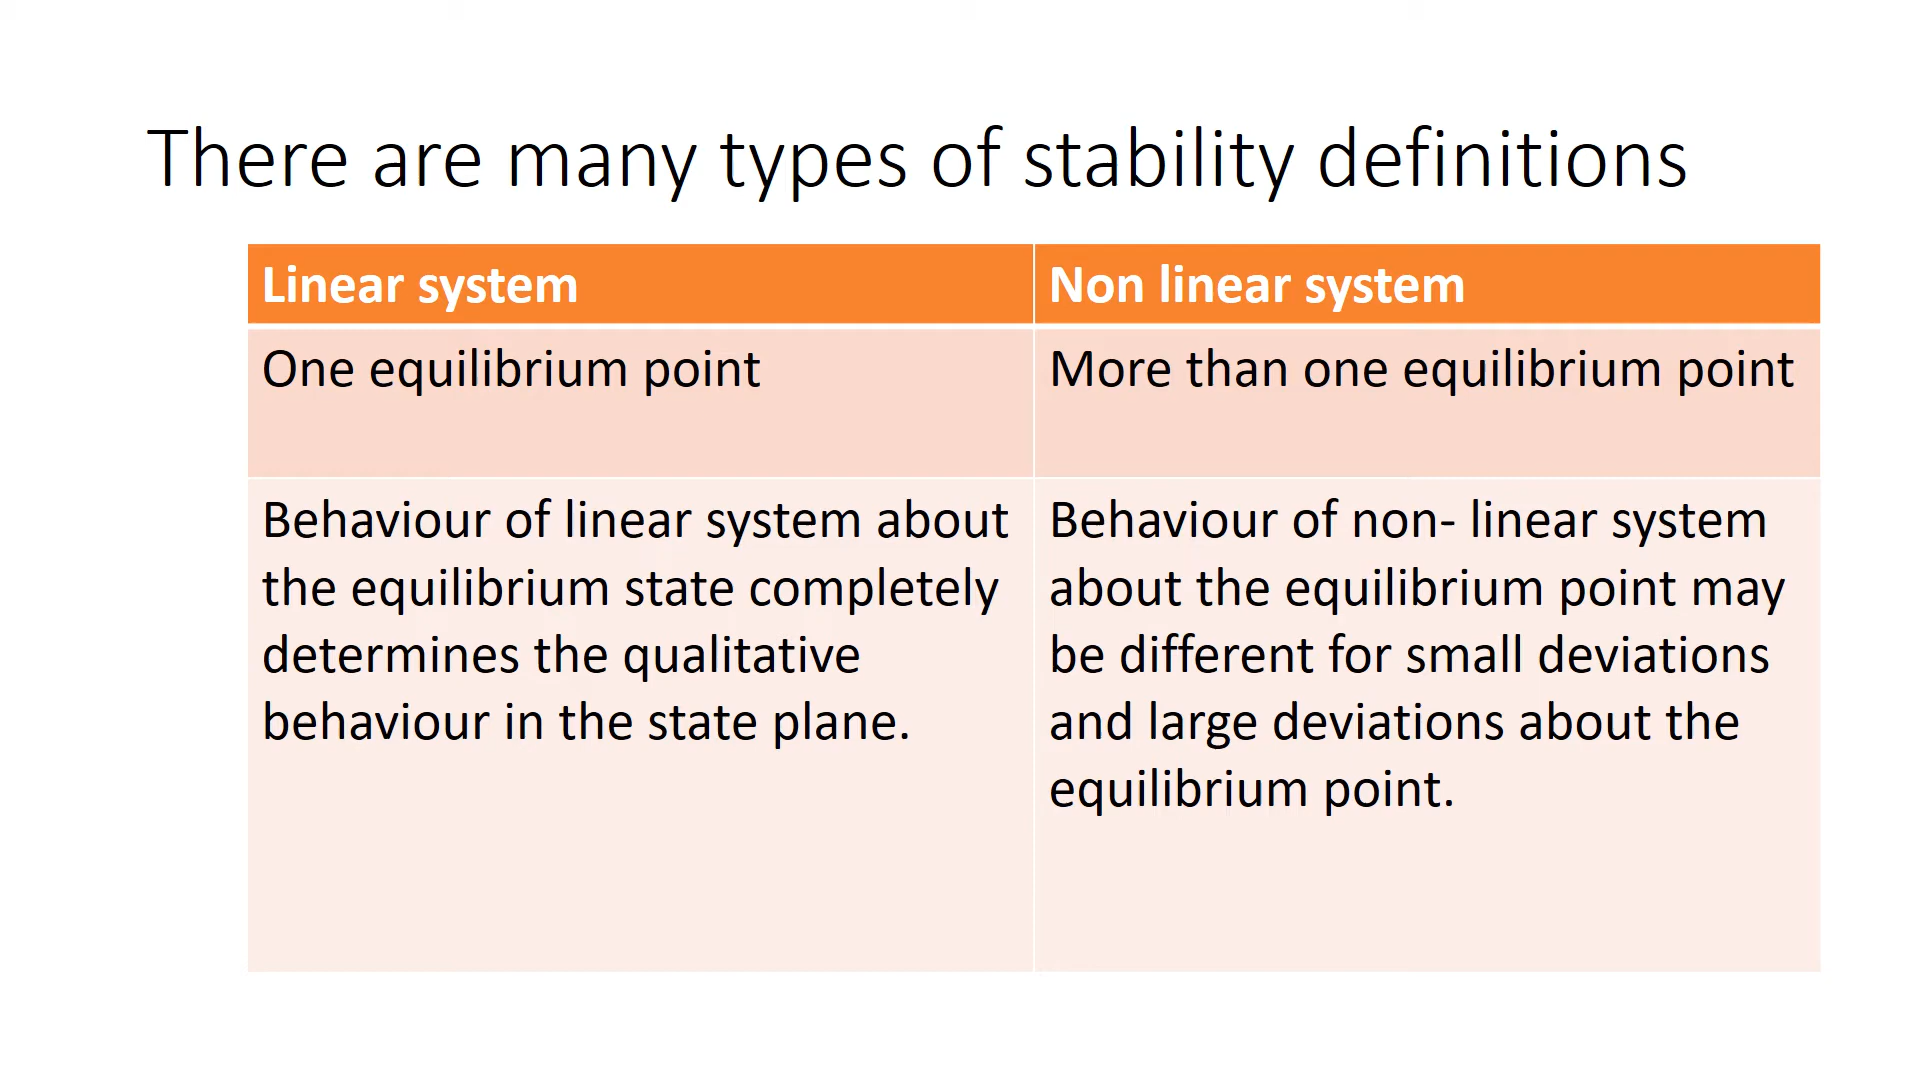 There are many types of stability definitions
Linear system
Non linear system
One equilibrium point
More than one equilibrium point
Behaviour of linear system about
the equilibrium state completely
determines the qualitative
behaviour in the state plane.
Behaviour of non- linear system
about the equilibrium point may
be different for small deviations
and large deviations about the
equilibrium point.